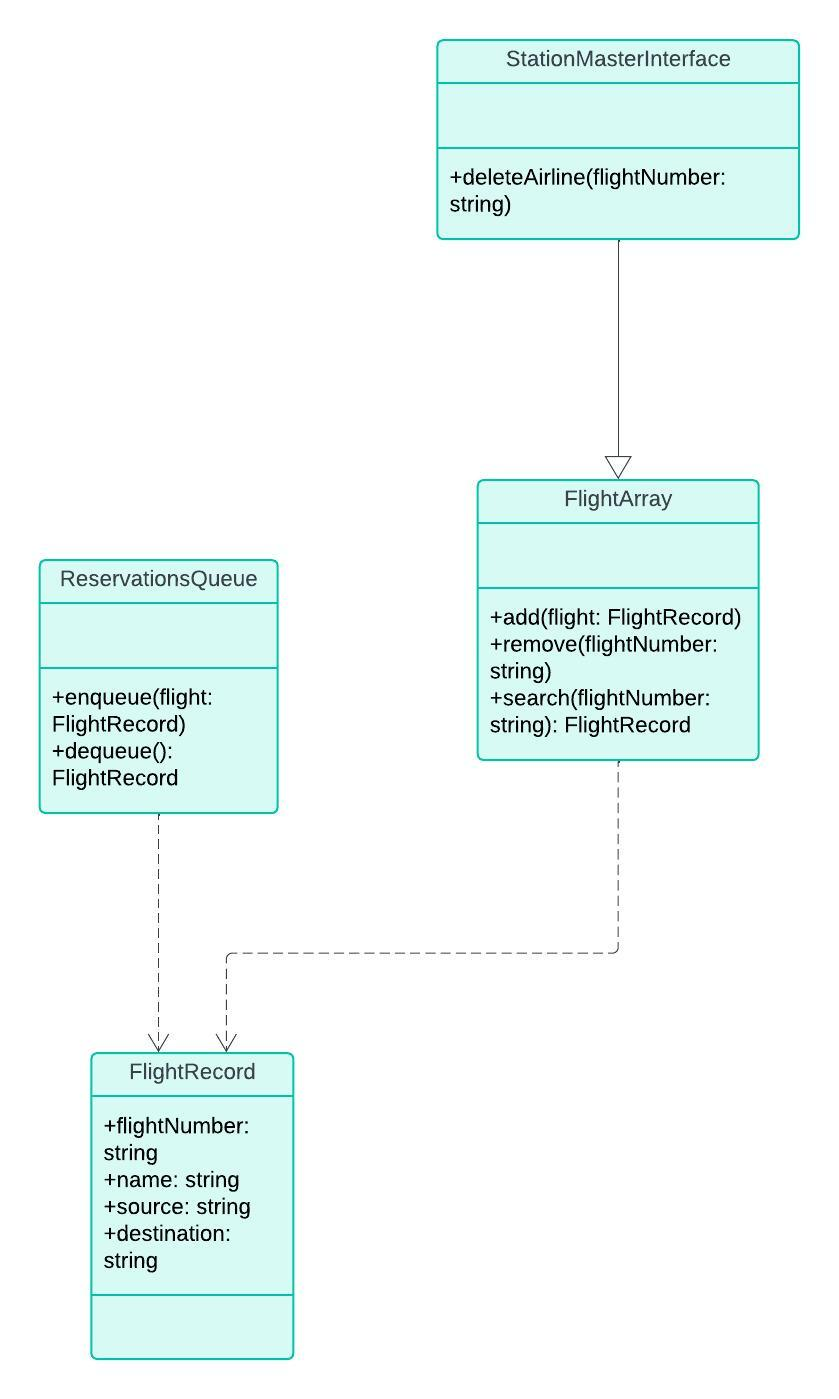 StationMasterInterface
+deleteAirline(flightNumber:
string)
FlightArray
+add(flight: FlightRecord)
+remove(flightNumber:
string)
+search(flightNumber:
string): FlightRecord
ReservationsQueue
+enqueue(flight:
FlightRecord)
+dequeue():
FlightRecord
FlightRecord
+flightNumber:
string
+name: string
+source: string
+destination:
string